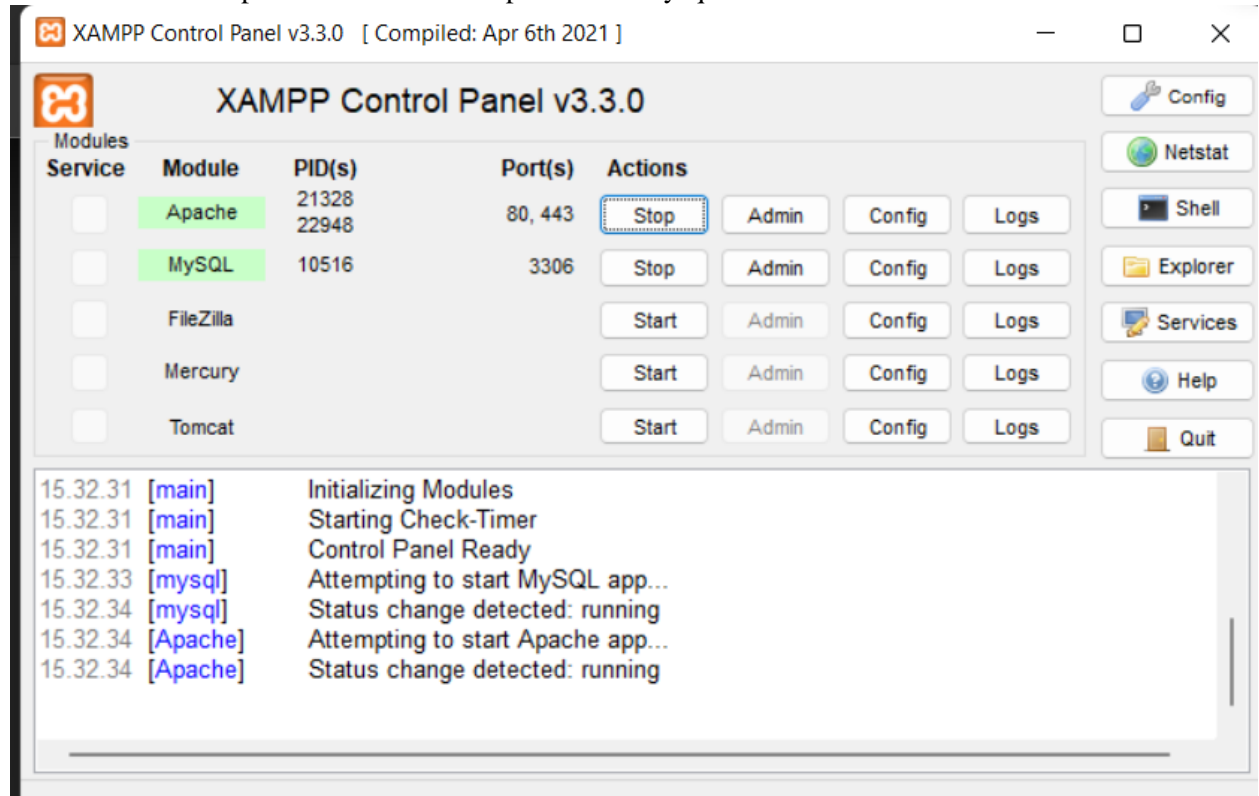 XAMPP Control Panel v3.3.0 [ Compiled: Apr 6th 2021 ]
XAMPP Control Panel v3.3.0
Config
Modules
Netstat
Service Module PID(s) Port(s) Actions
Apache 21328 22948 80, 443 Stop Admin Config Logs
Shell
MySQL 10516 3306 Stop Admin Config Logs
Explorer
FileZilla Start Admin Config Logs
Services
Mercury Start Admin Config Logs
Help
Tomcat Start Admin Config Logs
Quit
15.32.31 [main] Initializing Modules
15.32.31 [main] Starting Check-Timer
15.32.31 [main] Control Panel Ready
15.32.33 [mysql] Attempting to start MySQL app...
15.32.34 [mysql] Status change detected: running
15.32.34 [Apache] Attempting to start Apache app...
15.32.34 [Apache] Status change detected: running